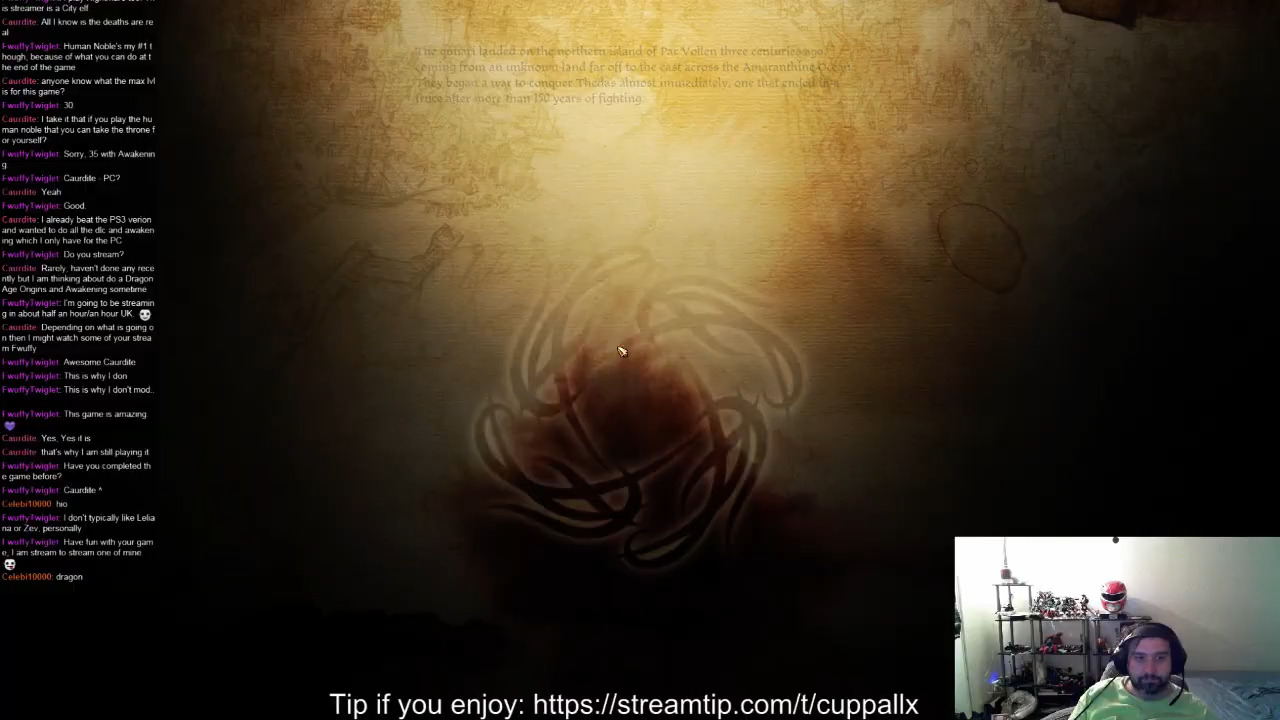 is streamer is a City elf
Caurdite: All I know is the deaths are re
al
FwuffyTwiglet: Human Noble's my #1 t
hough, because of what you can do at t
he end of the game
Caurdite: anyone know what the max lvl
is for this game?
FwuffyTwiglet: 30.
Caurdite: I take it that if you play the hu
man noble that you can take the throne f
or yourself?
FwuffyTwiglet: Sorry, 35 with Awakenin
g
FwuffyTwiglet: Caurdite - PC?
Caurdite: Yeah
FwuffyTwiglet: Good.
Caurdite: I already beat the PS3 verion
and wanted to do all the dlc and awaken
ing which I only have for the PC
FwuffyTwiglet: Do you stream?
Caurdite: Rarely, haven't done any rece
ntly but I am thinking about do a Dragon
Age Origins and Awakening sometime
FwuffyTwiglet: I'm going to be streamin
g in about half an hour/an hour UK.
Caurdite: Depending on what is going o
n then I might watch some of your strea
m Fwuffy
FwuffyTwiglet: Awesome Caurdite
FwuffyTwiglet: This is why I don
FwuffyTwiglet: This is why I don't mod..
FwuffyTwiglet: This game is amazing.
Caurdite: Yes, Yes it is
Caurdite: that's why I am still playing it
FwuffyTwiglet: Have you completed th
e game before?
FwuffyTwiglet: Caurdite ^
Celebi10000: hio
FwuffyTwiglet: I don't typically like Lelia
na or Zev, personally
FwuffyTwiglet: Have fun with your gam
e, I am stream to stream one of mine
Celebi10000: dragon
The qunari landed on the northern island of Par Vollen three centuries ago,
coming from an unknown land far off to the east across the Amaranthine Ocean.
They began a war to conquer Thedas almost immediately, one that ended in a
truce after more than 150 years of fighting.
Tip if you enjoy: https://streamtip.com/t/cuppallx